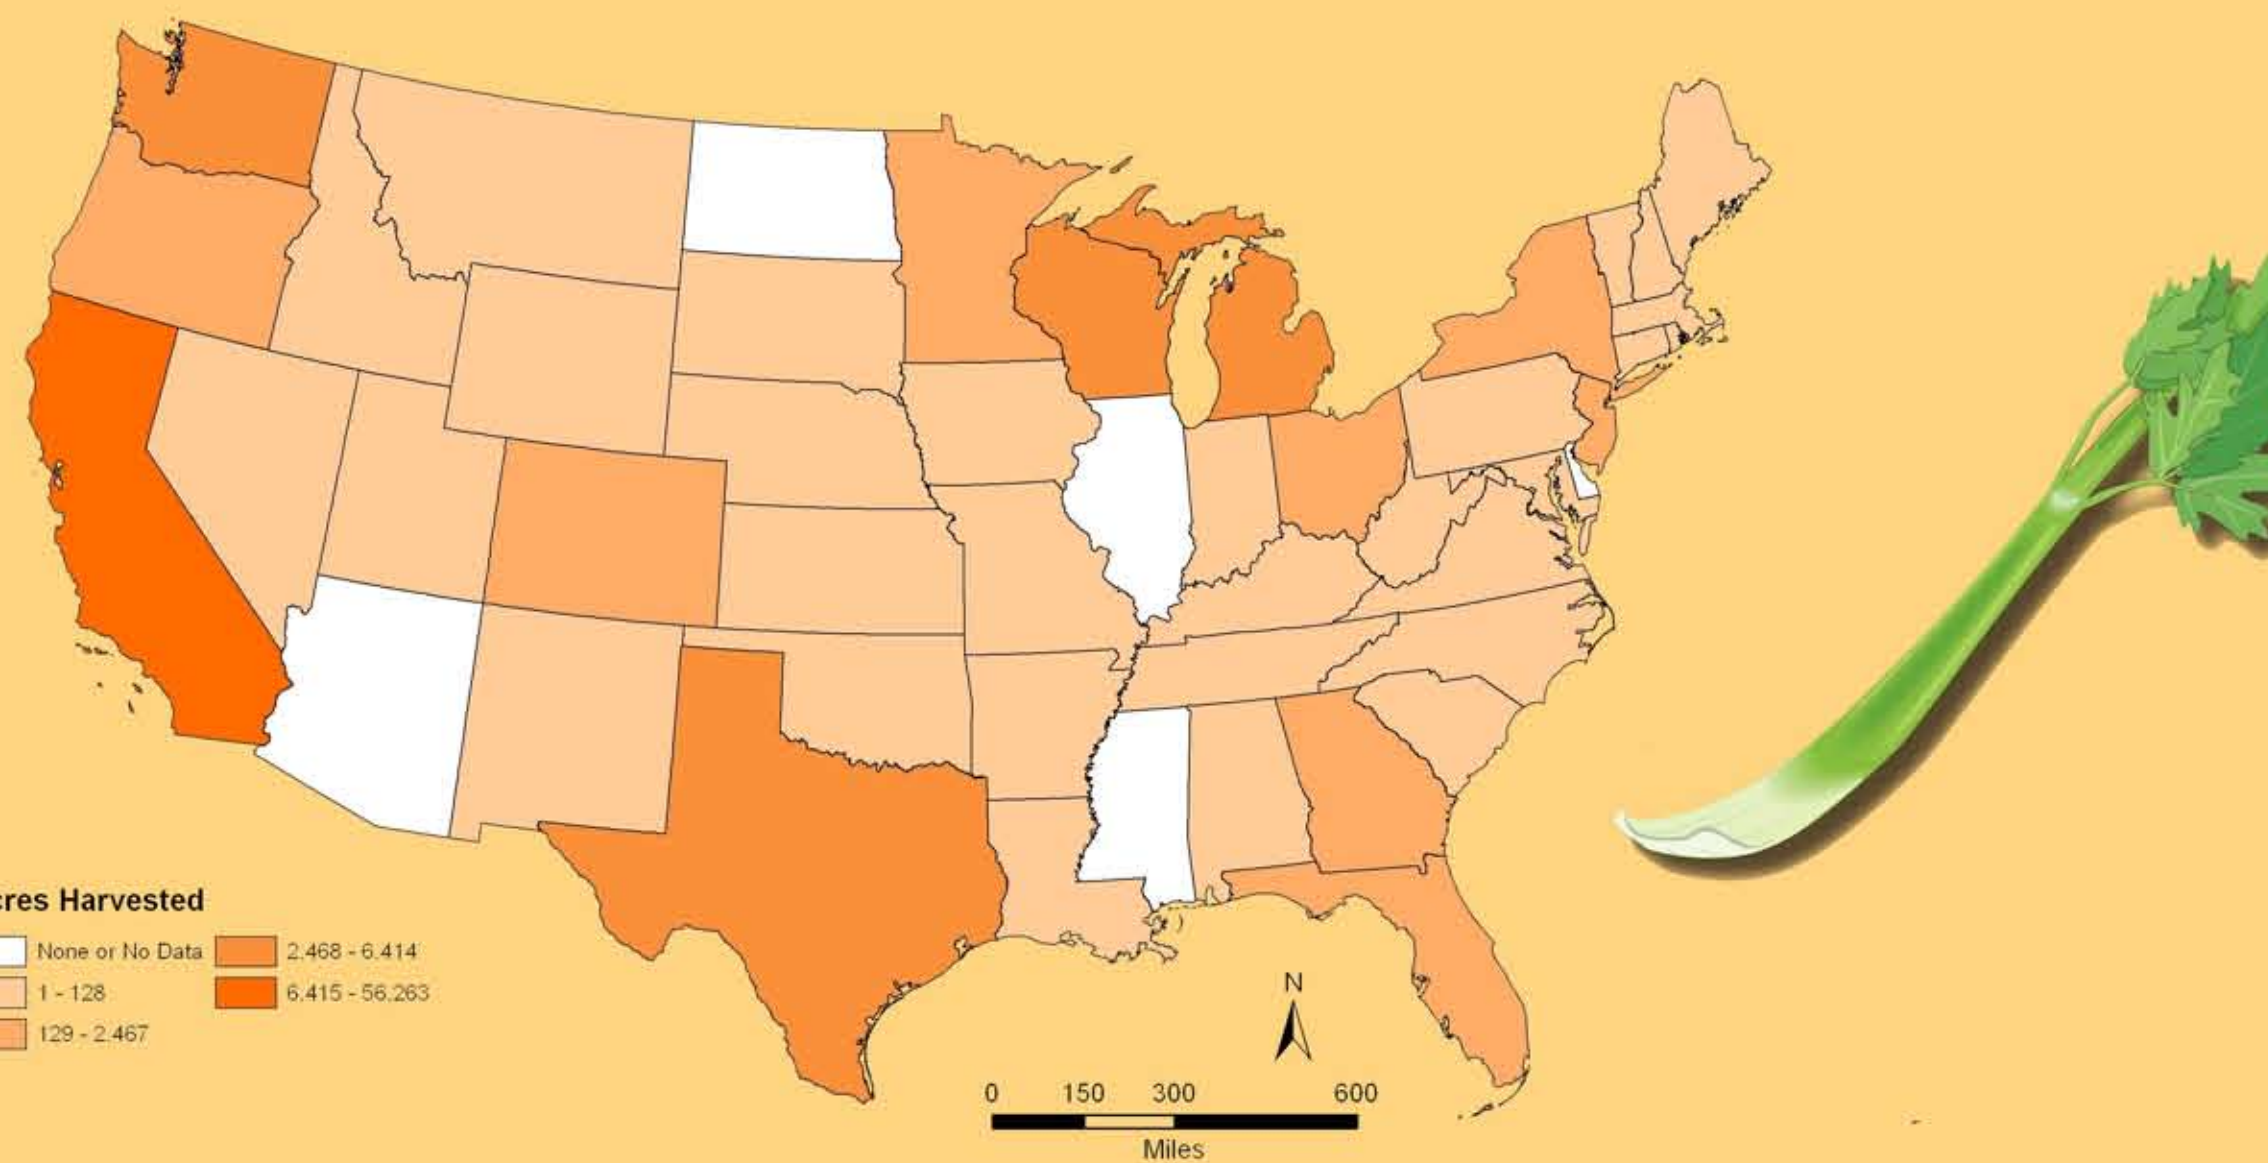 cres Harvested
None or No Data
2.468 - 6.414
1 - 128
6.415 - 56.263
129 - 2.467
N
0 150 300 600
Miles